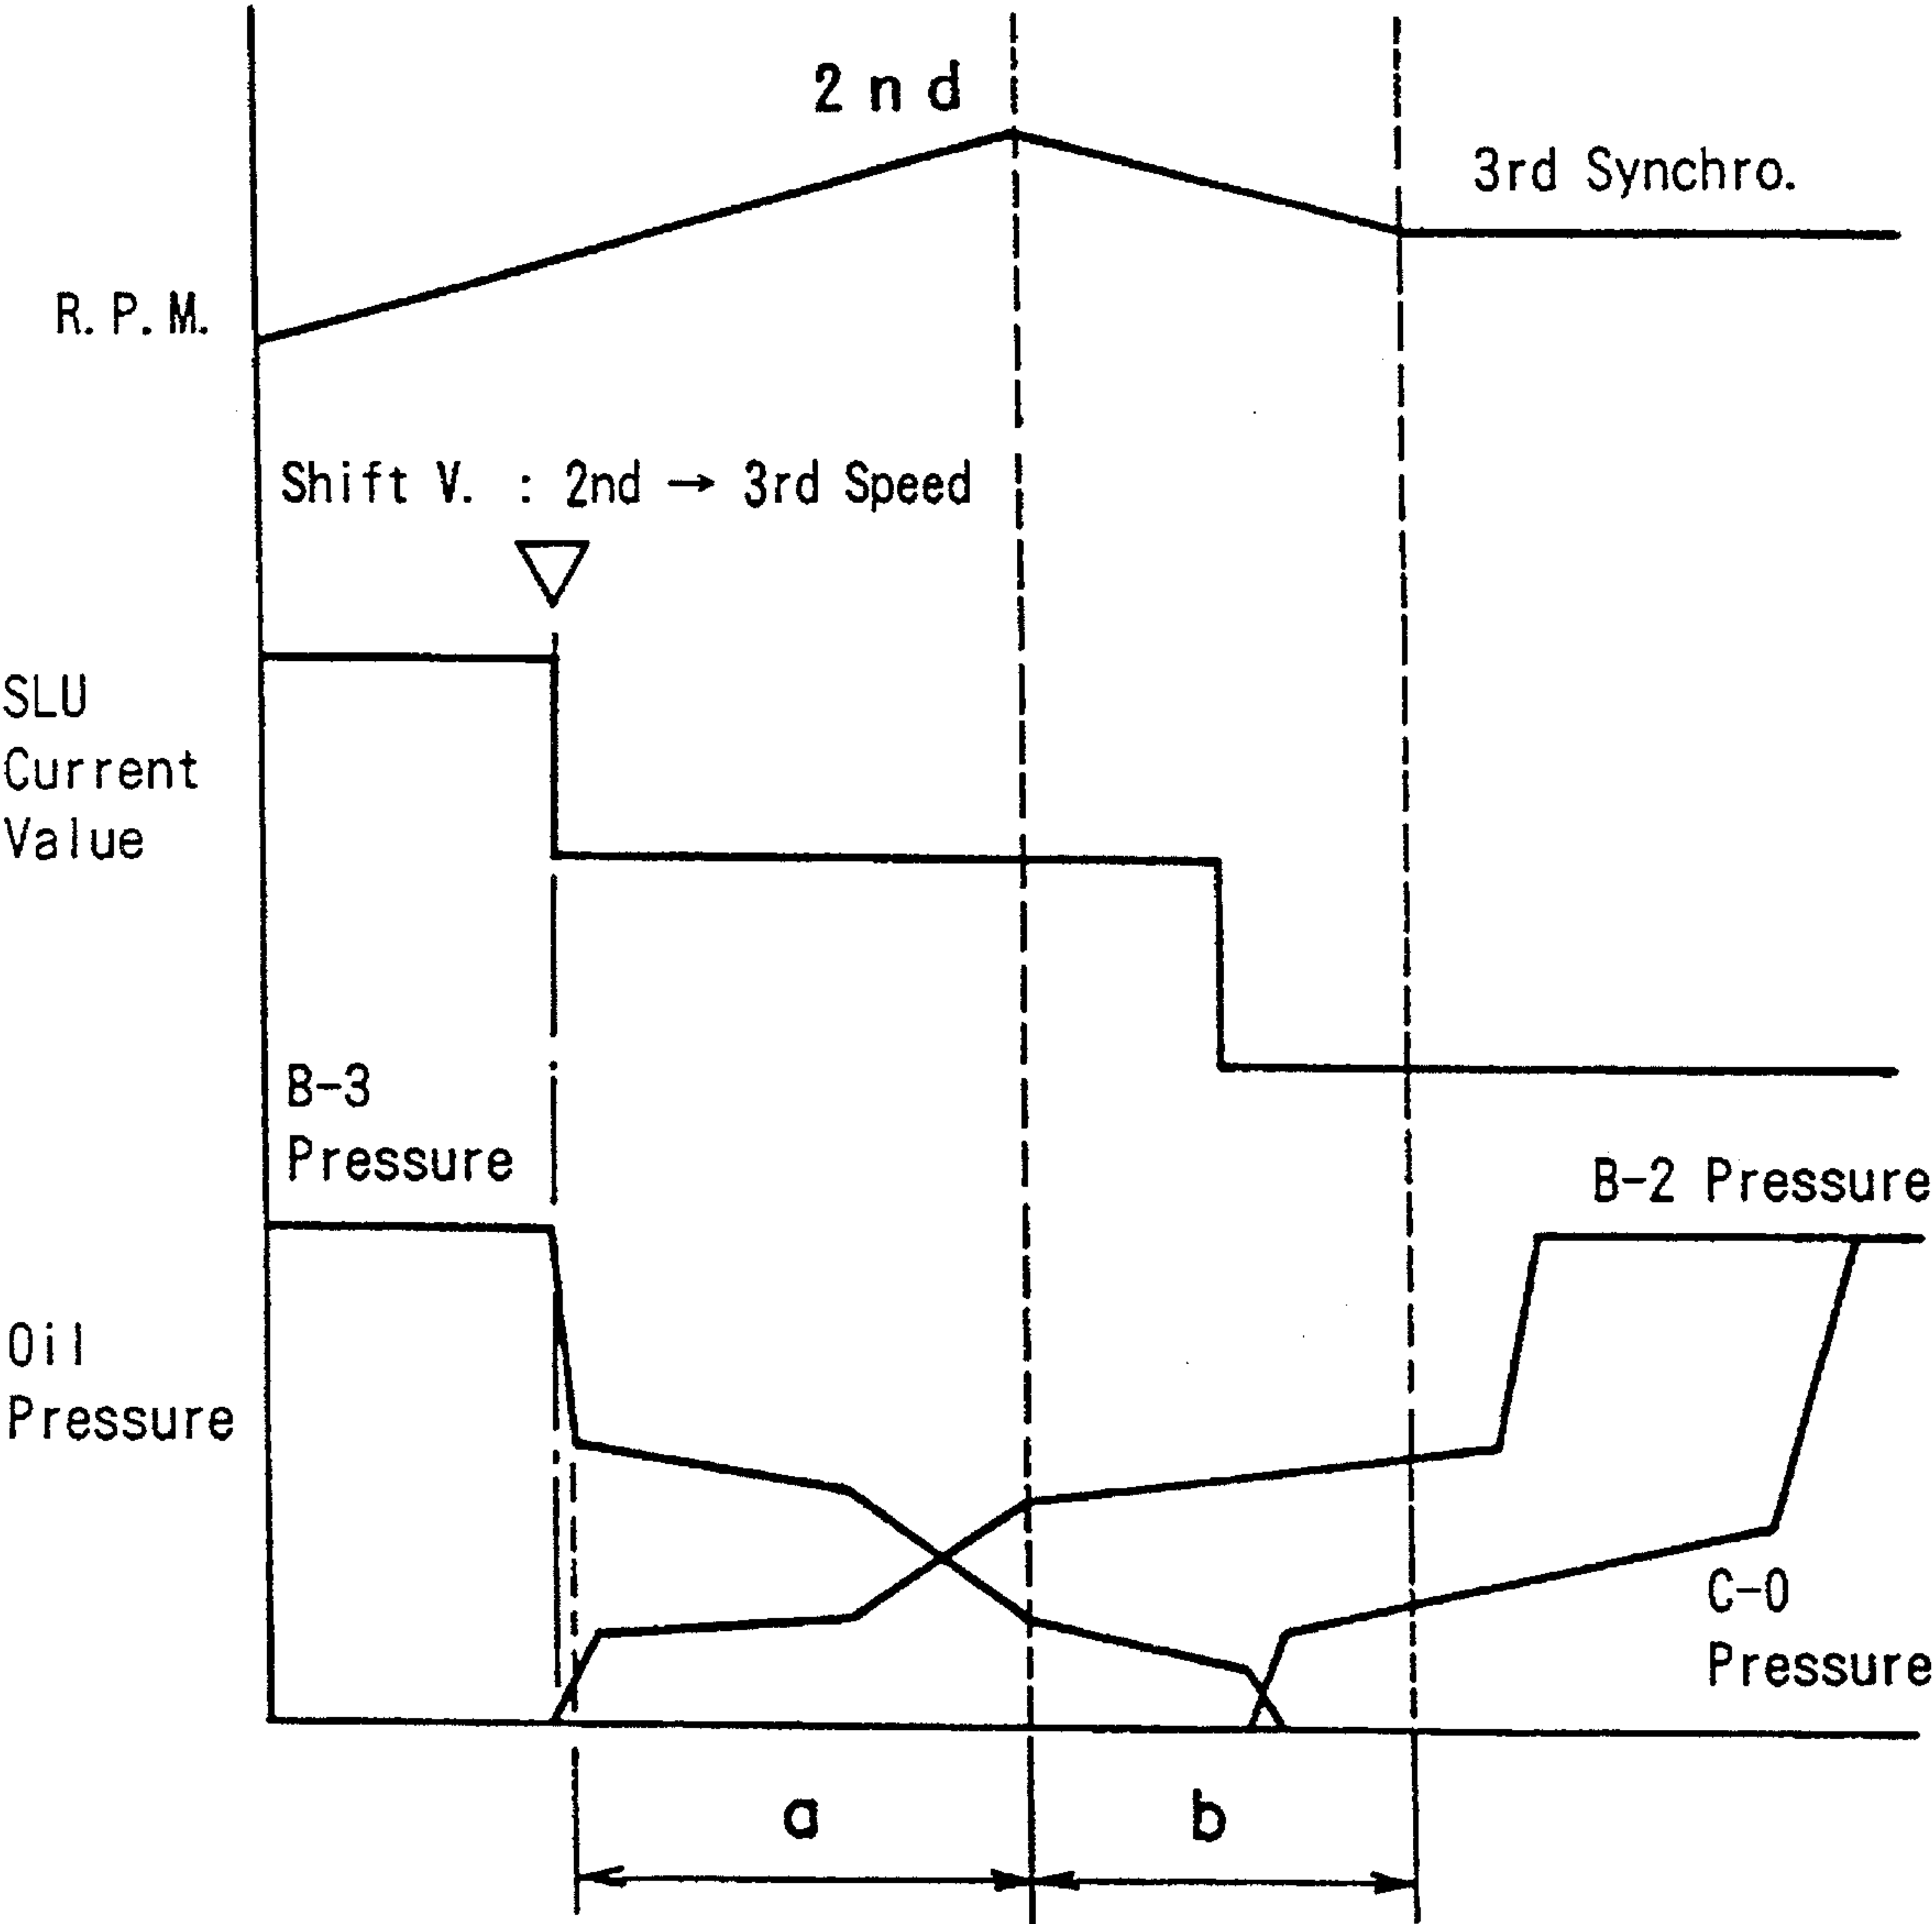 2nd
3rd Synchro.
R.P.M.
Shift V. : 2nd → 3rd Speed
SLU
Current
Value
B-3
Pressure
B-2 Pressure
Oil
Pressure
C-0
Pressure
a
b